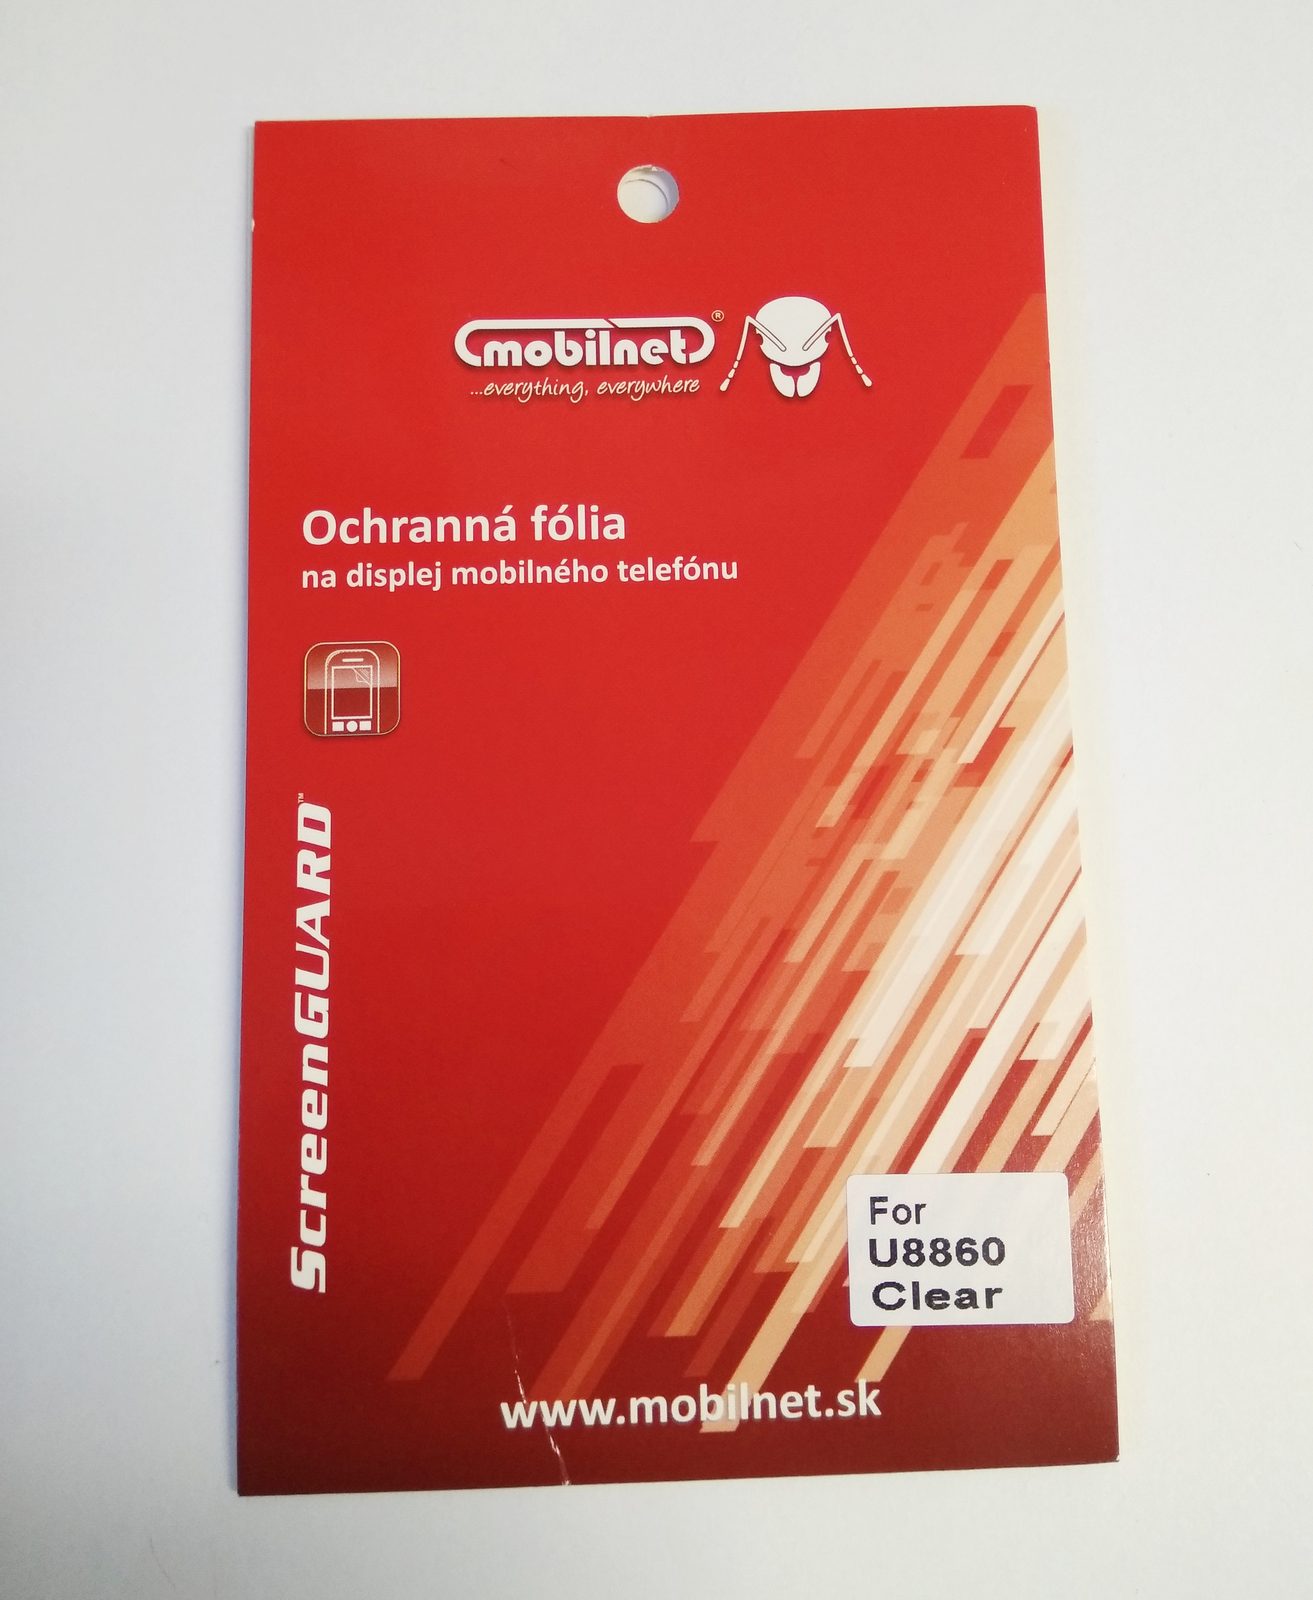 mobilnet®
...everything, everywhere
Ochranná fólia
na displej mobilného telefónu
ScreenGUARD™
For
U8860
Clear
www.mobilnet.sk